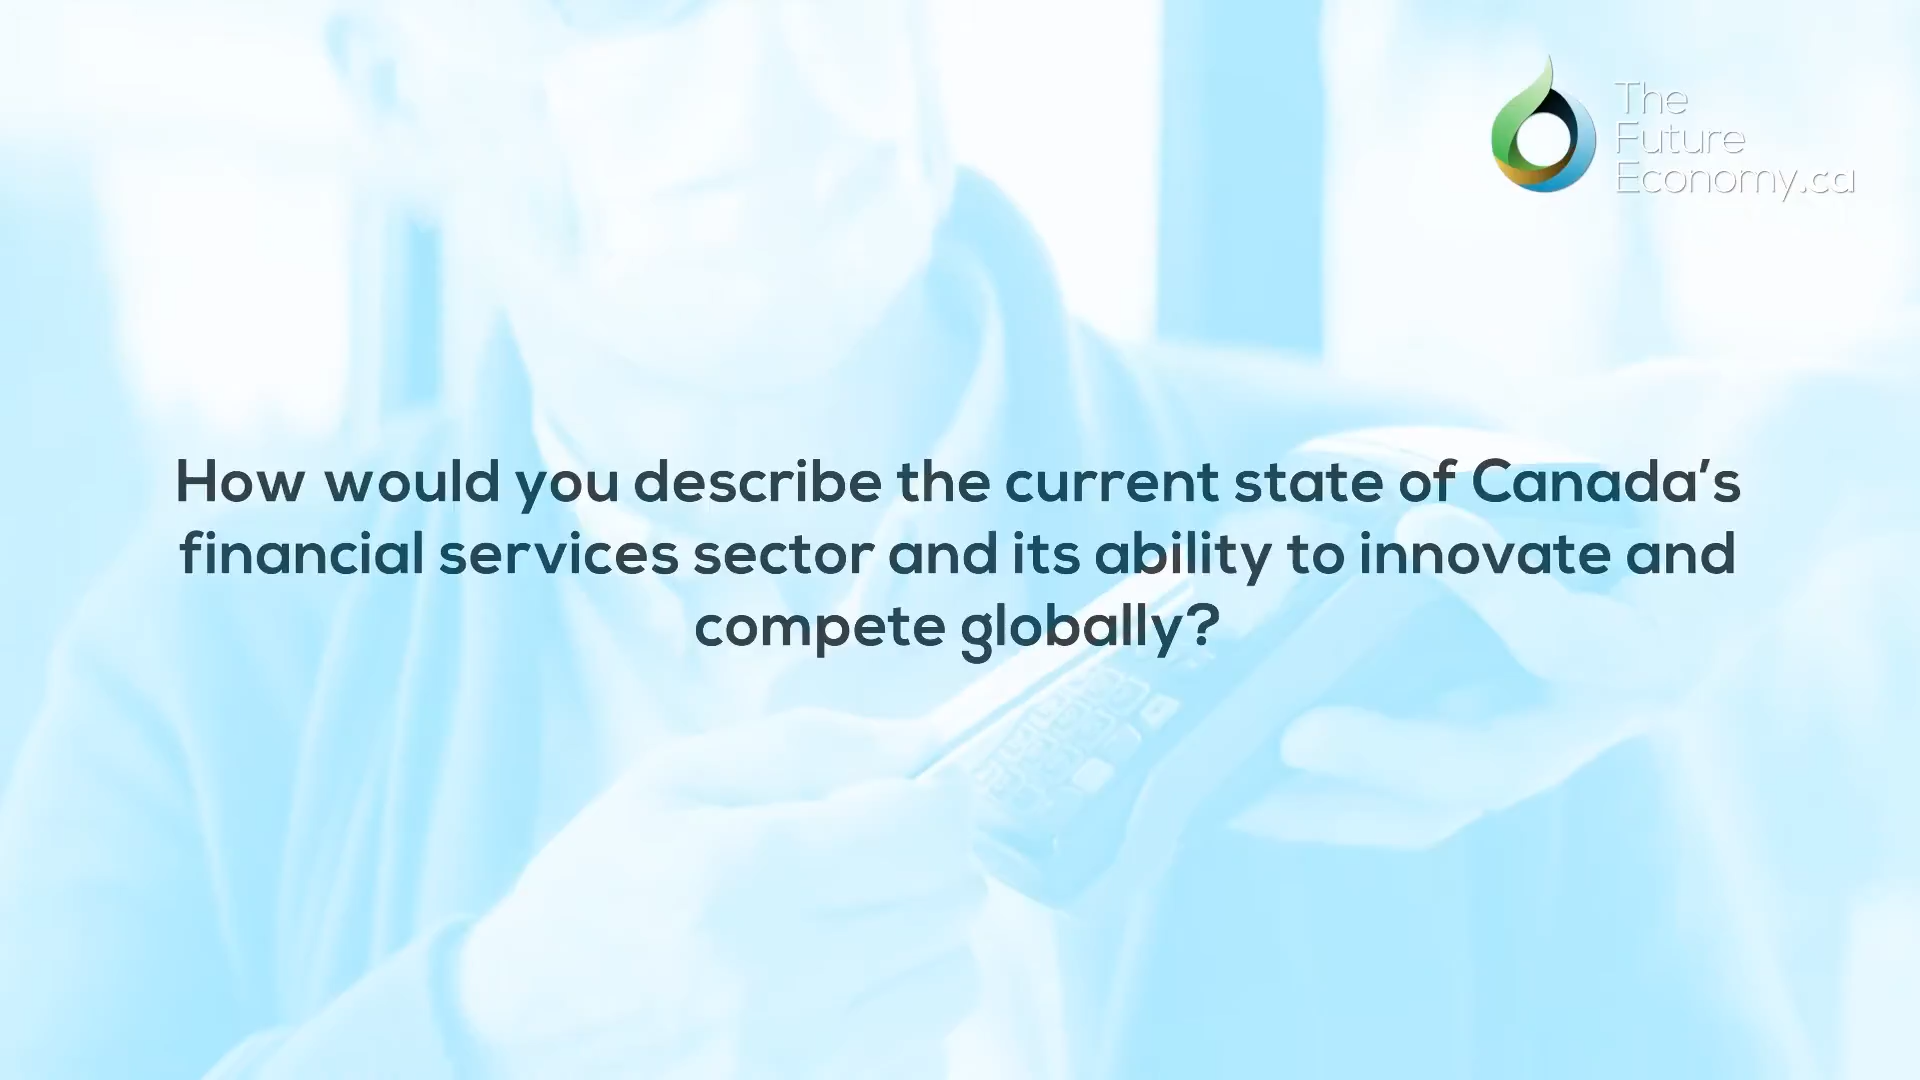 The
Future
Economy.ca
How would you describe the current state of Canada’s
financial services sector and its ability to innovate and
compete globally?